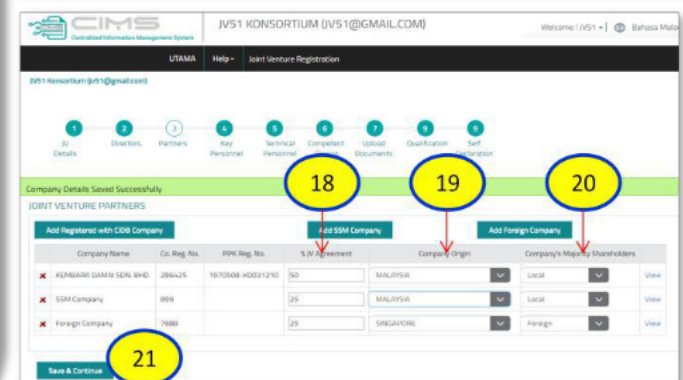 CIMS
Centralized Information Management System
JV51 KONSORTIUM (JV51@GMAIL.COM)
Welcome ! JV51
Bahasa Mala
UTAMA Help Joint Venture Registration
JV51 Konsortium (jv51@gmail.com)
1 2 3 4 5 6 7 8 9
JV Details
Directors
Partners
Key Personnel
Technical Personnel
Competent
Upload Documents
Qualification
Self Declaration
18 19 20
Company Details Saved Successfully
JOINT VENTURE PARTNERS
Add Registered with CIDB Company Add SSM Company Add Foreign Company
Company Name Co. Reg. No. PPK Reg. No. % JV Agreement Company Origin Company's Majority Shareholders
KEMBARA DAMAI SDN. BHD. 286425 50 MALAYSIA Local View
SSM Company 899 25 MALAYSIA Local View
Foreign Company 7888 25 SINGAPORE Foreign View
Save & Continue
21